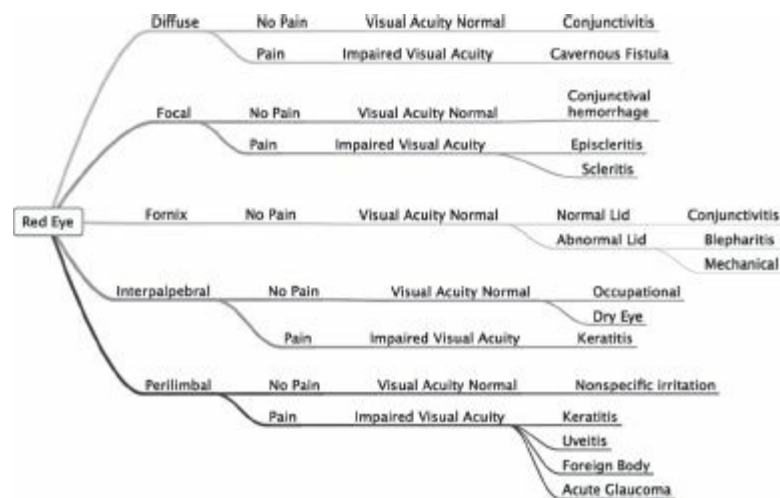 Diffuse No Pain Visual Acuity Normal Conjunctivitis
Pain Impaired Visual Acuity Cavernous Fistula
Conjunctival
Focal No Pain Visual Acuity Normal hemorrhage
Pain Impaired Visual Acuity Episcleritis
Scleritis
Red Eye
Fornix No Pain Visual Acuity Normal Normal Lid Conjunctivitis
Abnormal Lid Blepharitis
Mechanical
Interpalpebral No Pain Visual Acuity Normal Occupational
Dry Eye
Pain Impaired Visual Acuity Keratitis
Perilimbal No Pain Visual Acuity Normal Nonspecific irritation
Pain Impaired Visual Acuity Keratitis
Uveitis
Foreign Body
Acute Glaucoma